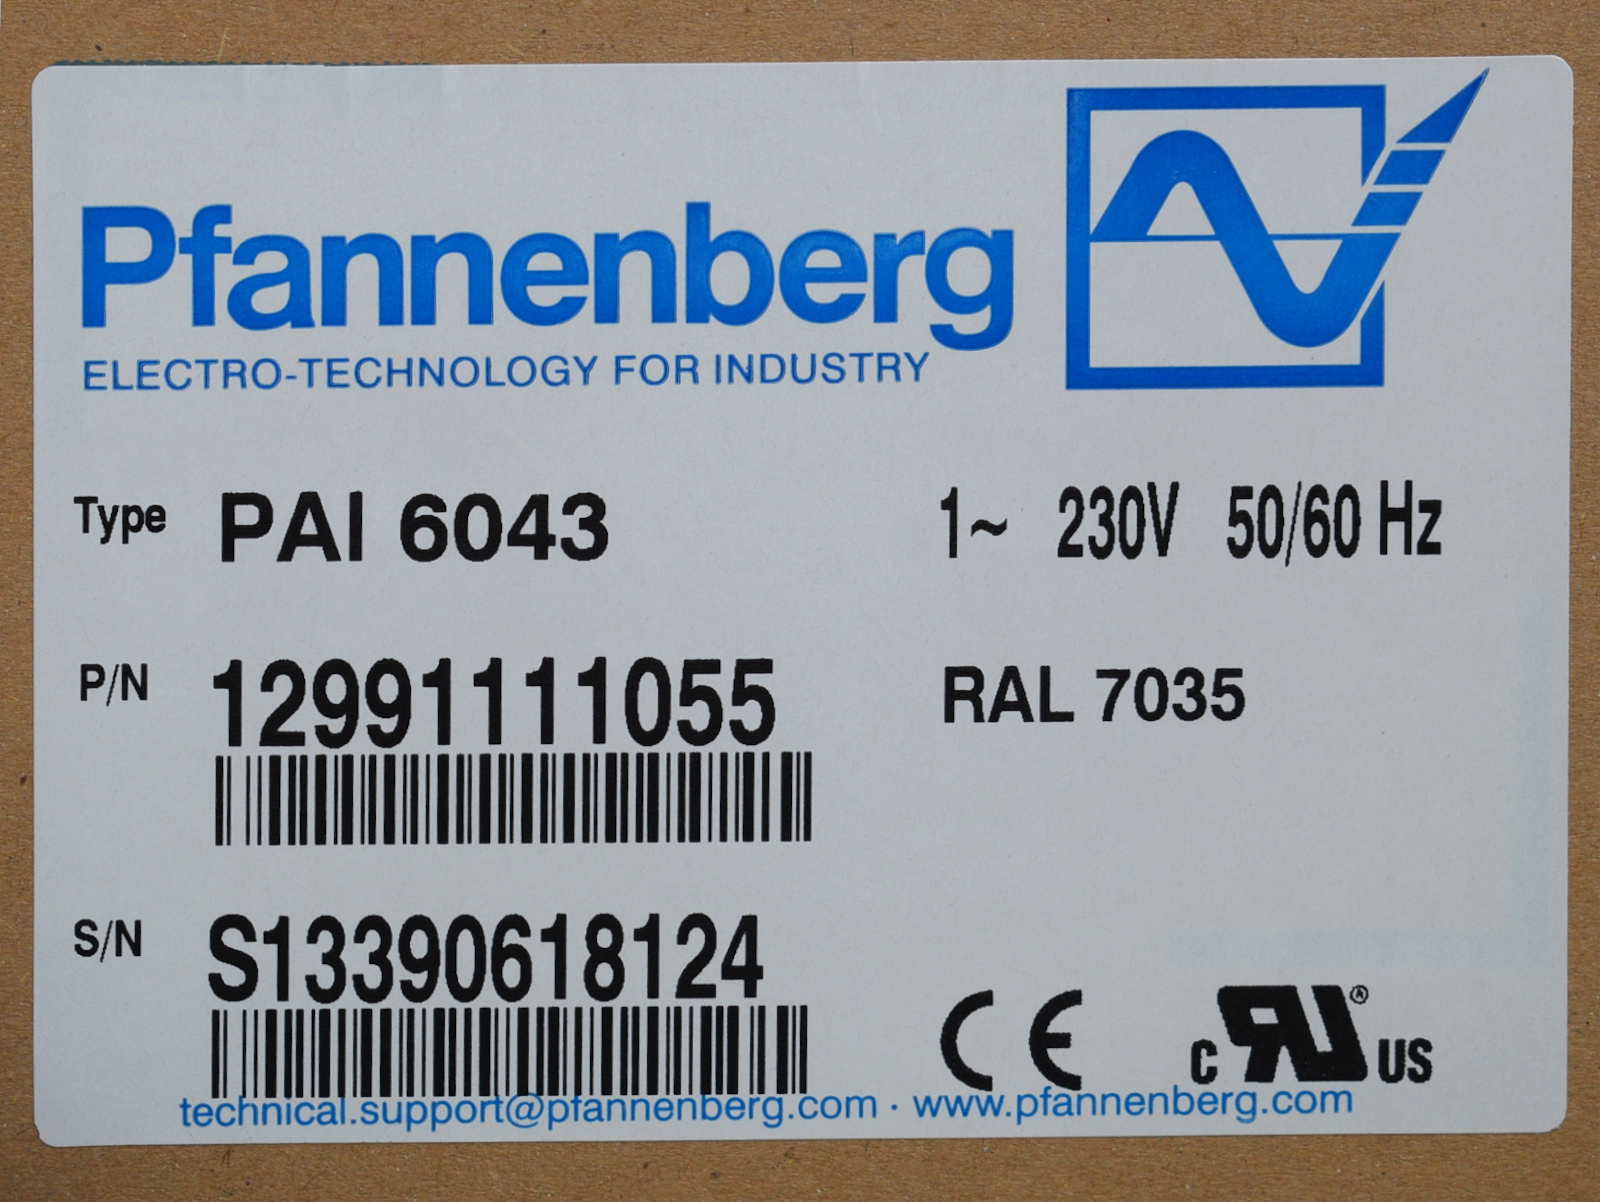 Pfannenberg
ELECTRO-TECHNOLOGY FOR INDUSTRY
Type PAI 6043 1~ 230V 50/60 Hz
P/N 12991111055 RAL 7035
S/N S13390618124
CE c RU® US
technical.support@pfannenberg.com · www.pfannenberg.com